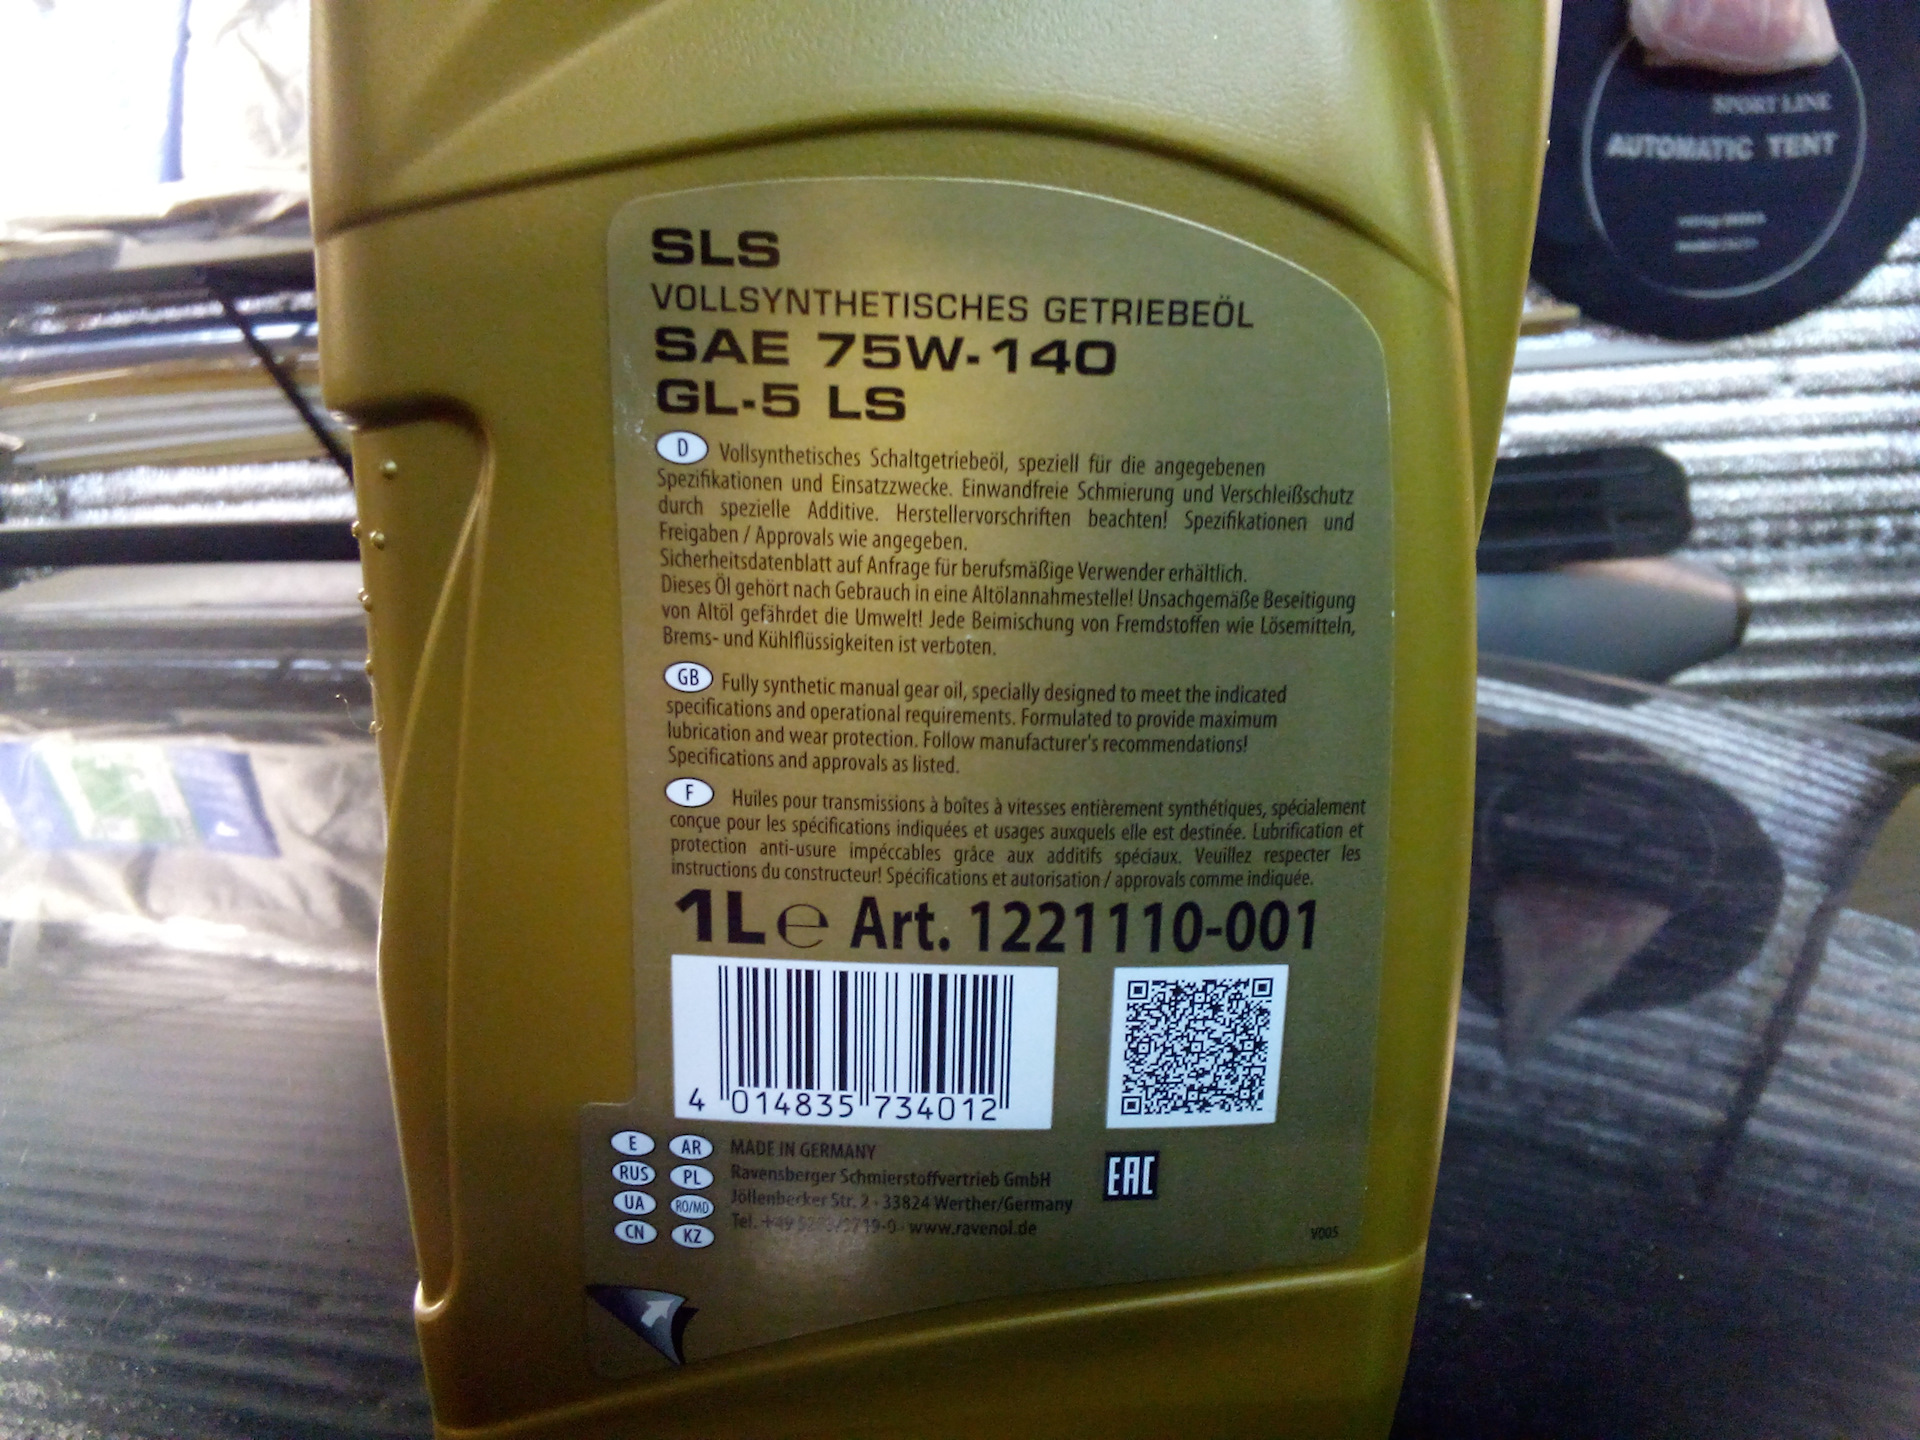 SPORT LINE
AUTOMATIC TENT
SLS
VOLLSYNTHETISCHES GETRIEBEÖL
SAE 75W-140
GL-5 LS
D Vollsynthetisches Schaltgetriebeöl, speziell für die angegebenen
Spezifikationen und Einsatzzwecke. Einwandfreie Schmierung und Verschleißschutz
durch spezielle Additive. Herstellervorschriften beachten! Spezifikationen und
Freigaben / Approvals wie angegeben.
Sicherheitsdatenblatt auf Anfrage für berufsmäßige Verwender erhältlich.
Dieses Öl gehört nach Gebrauch in eine Altölannahmestelle! Unsachgemäße Beseitigung
von Altöl gefährdet die Umwelt! Jede Beimischung von Fremdstoffen wie Lösemitteln,
Brems- und Kühlflüssigkeiten ist verboten.
GB Fully synthetic manual gear oil, specially designed to meet the indicated
specifications and operational requirements. Formulated to provide maximum
lubrication and wear protection. Follow manufacturer's recommendations!
Specifications and approvals as listed.
F Huiles pour transmissions à boîtes à vitesses entièrement synthétiques, spécialement
conçue pour les spécifications indiquées et usages auxquels elle est destinée. Lubrification et
protection anti-usure impéccables grâce aux additifs spéciaux. Veuillez respecter les
instructions du constructeur! Spécifications et autorisation / approvals comme indiquée.
1L e Art. 1221110-001
4 014835 734012
E AR MADE IN GERMANY
RUS PL Ravensberger Schmierstoffvertrieb GmbH
UA RO/MD Jöllenbecker Str. 2 · 33824 Werther/Germany
CN KZ Tel. www.ravenol.de
EAC
V005